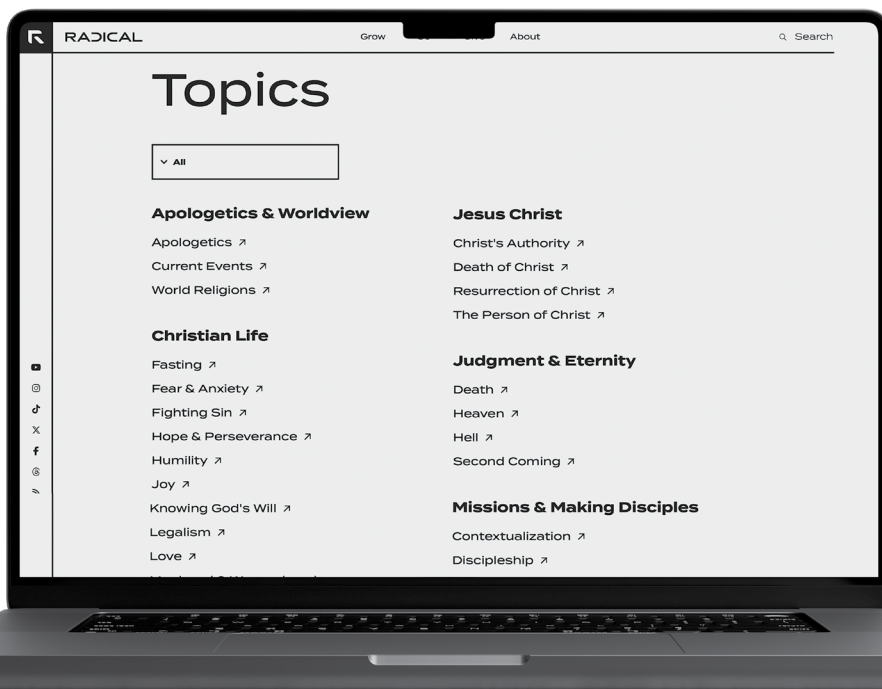 RADICAL
Grow
About
Search
Topics
All
Apologetics & Worldview
Apologetics
Current Events
World Religions
Christian Life
Fasting
Fear & Anxiety
Fighting Sin
Hope & Perseverance
Humility
Joy
Knowing God's Will
Legalism
Love
Jesus Christ
Christ's Authority
Death of Christ
Resurrection of Christ
The Person of Christ
Judgment & Eternity
Death
Heaven
Hell
Second Coming
Missions & Making Disciples
Contextualization
Discipleship